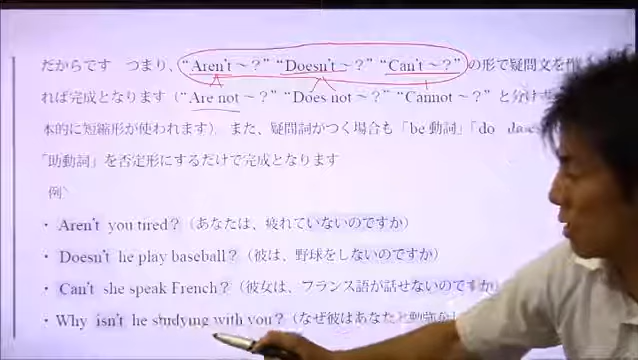 だからです つまり、“Aren't ~？” “Doesn't ~？” “Can't ~？” の形で疑問文を作
れば完成となります（“Are not ~？” “Does not ~？” “Cannot ~？” と分け
本的に短縮形が使われます） また、疑問詞がつく場合も「be 動詞」「do
「助動詞」を否定形にするだけで完成となります
例）
・ Aren't you tired？（あなたは、疲れていないのですか）
・ Doesn't he play baseball？（彼は、野球をしないのですか）
・ Can't she speak French？（彼女は、フランス語が話せないのですか）
・ Why isn't he studying with you？（なぜ彼はあなたと勉強